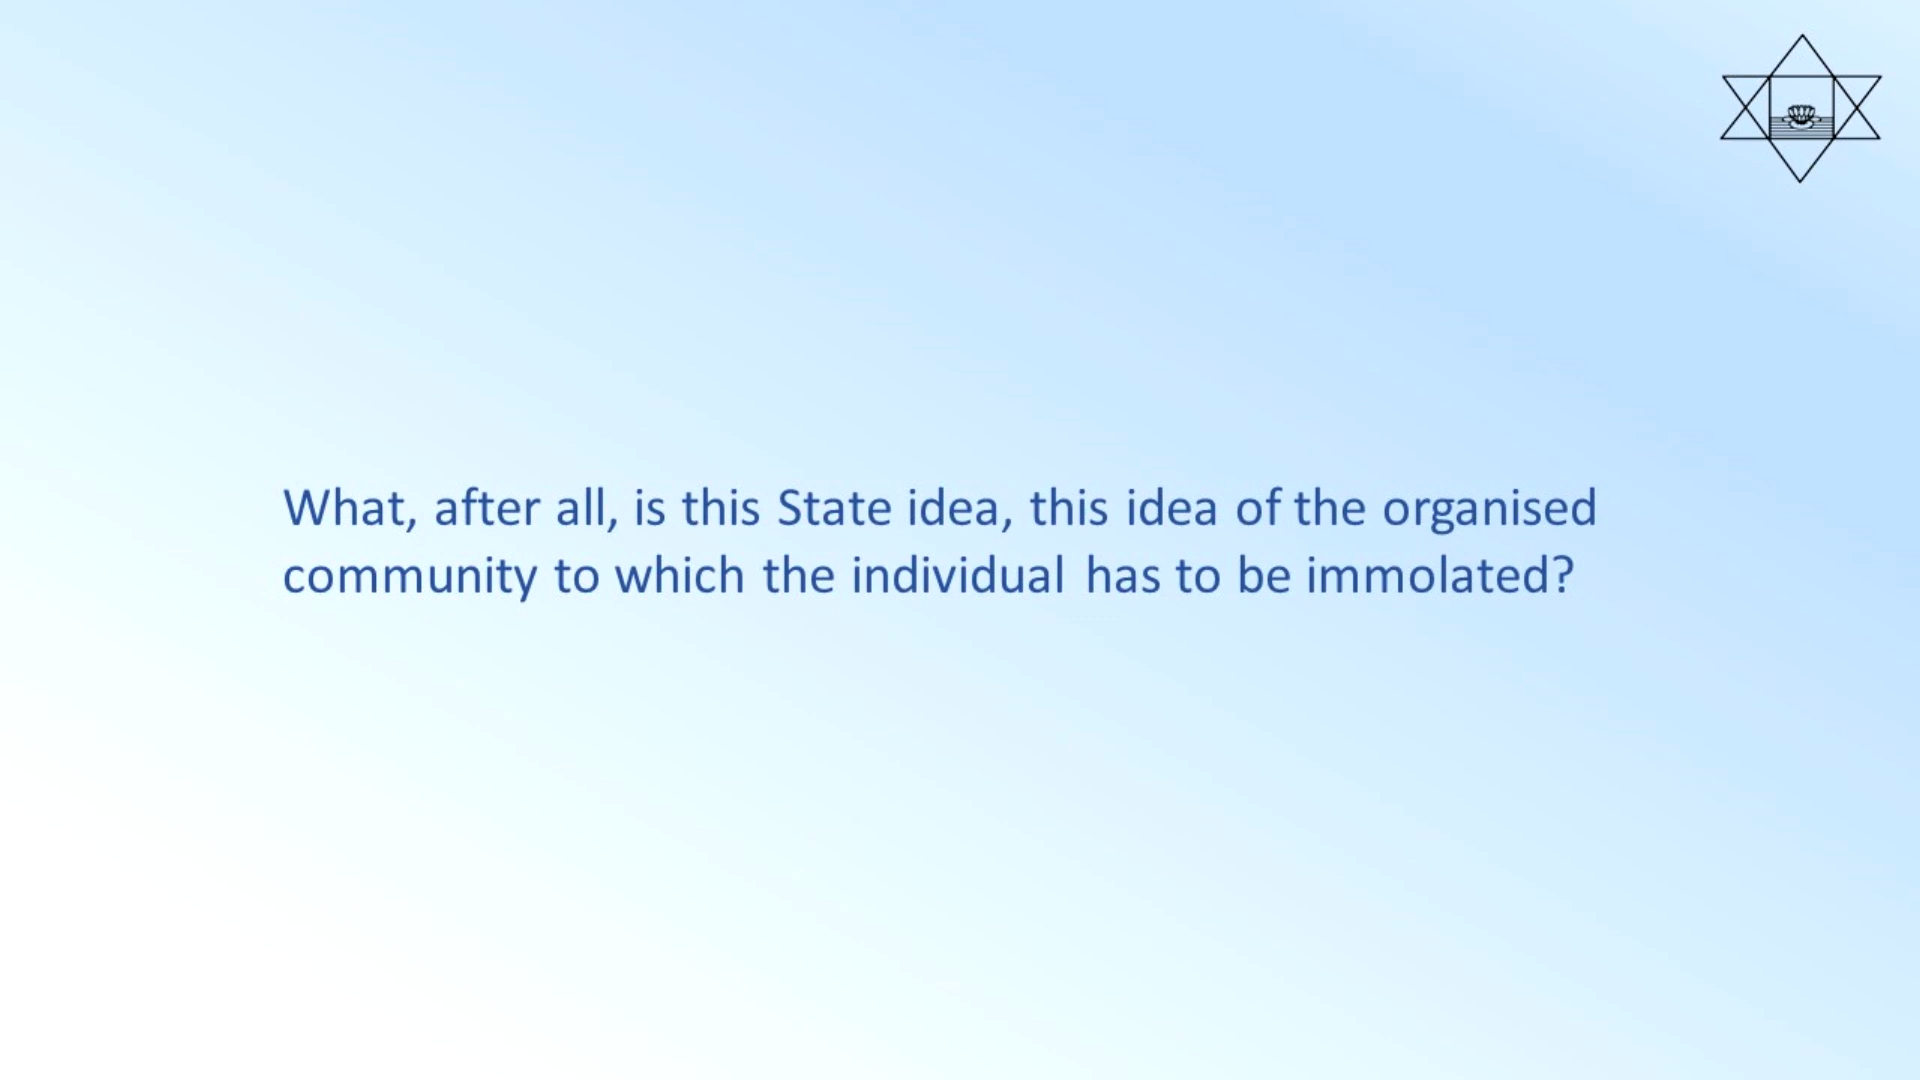 What, after all, is this State idea, this idea of the organised
community to which the individual has to be immolated?